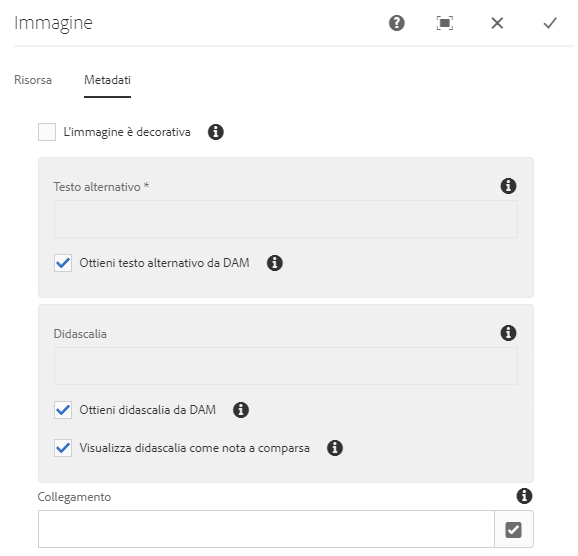 Immagine
Risorsa Metadati
L'immagine è decorativa
Testo alternativo *
Ottieni testo alternativo da DAM
Didascalia
Ottieni didascalia da DAM
Visualizza didascalia come nota a comparsa
Collegamento